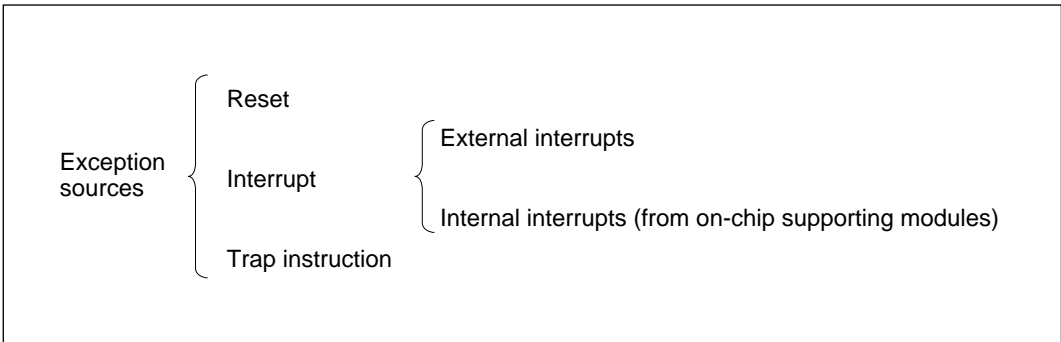 Reset
External interrupts
Exception
sources
Interrupt
Internal interrupts (from on-chip supporting modules)
Trap instruction